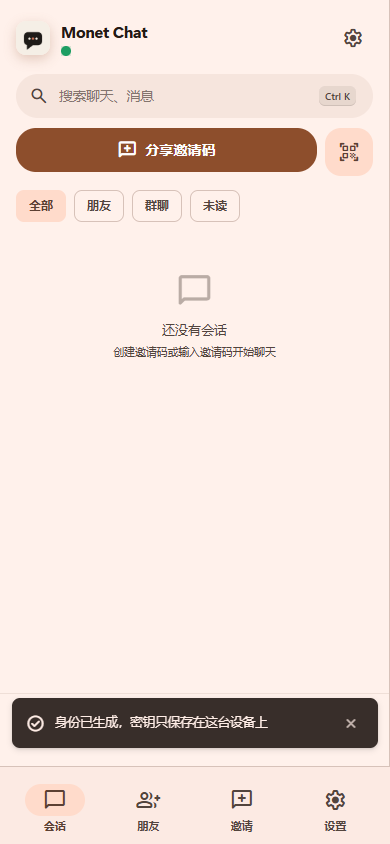 Monet Chat
搜索聊天、消息
Ctrl K
分享邀请码
全部
朋友
群聊
未读
还没有会话
创建邀请码或输入邀请码开始聊天
身份已生成，密钥只保存在这台设备上
会话
朋友
邀请
设置